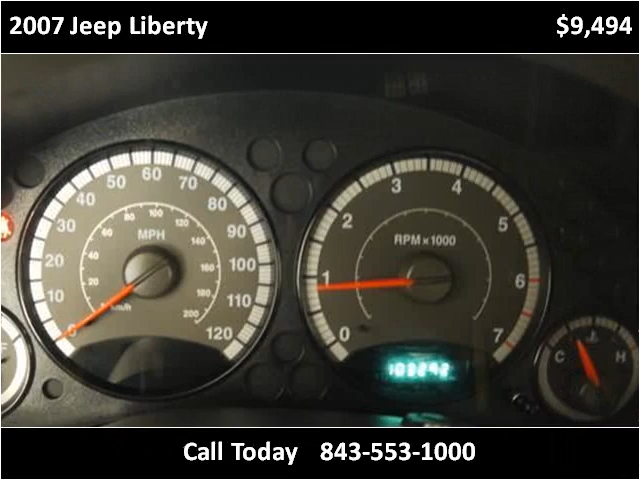 2007 Jeep Liberty $9,494
10 20 30 40 50 60 70 80 90 100 110 120
MPH
20 40 60 80 100 120 140 160 180 200
km/h
0 1 2 3 4 5 6 7
RPM x 1000
F
C H
Call Today 843-553-1000